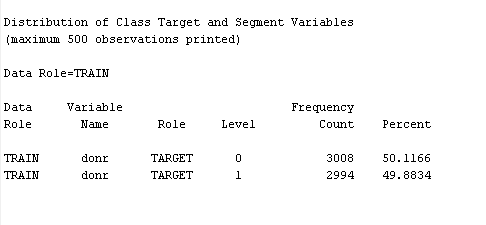 Distribution of Class Target and Segment Variables
(maximum 500 observations printed)
Data Role=TRAIN
Data Variable Frequency
Role Name Role Level Count Percent
TRAIN donr TARGET 0 3008 50.1166
TRAIN donr TARGET 1 2994 49.8834